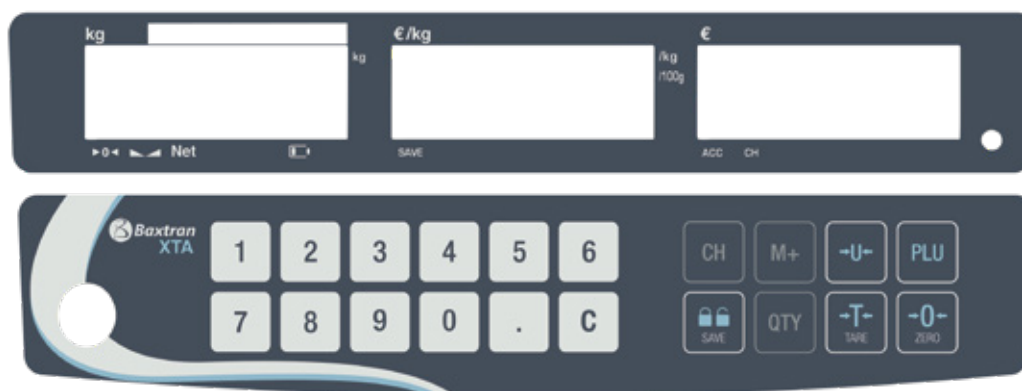 kg €/kg €
kg /kg
/100g
▸0◂ Net SAVE ACC CH
Baxtran
XTA
1 2 3 4 5 6 CH M+ →U← PLU
7 8 9 0 . C SAVE QTY →T← TARE →0← ZERO